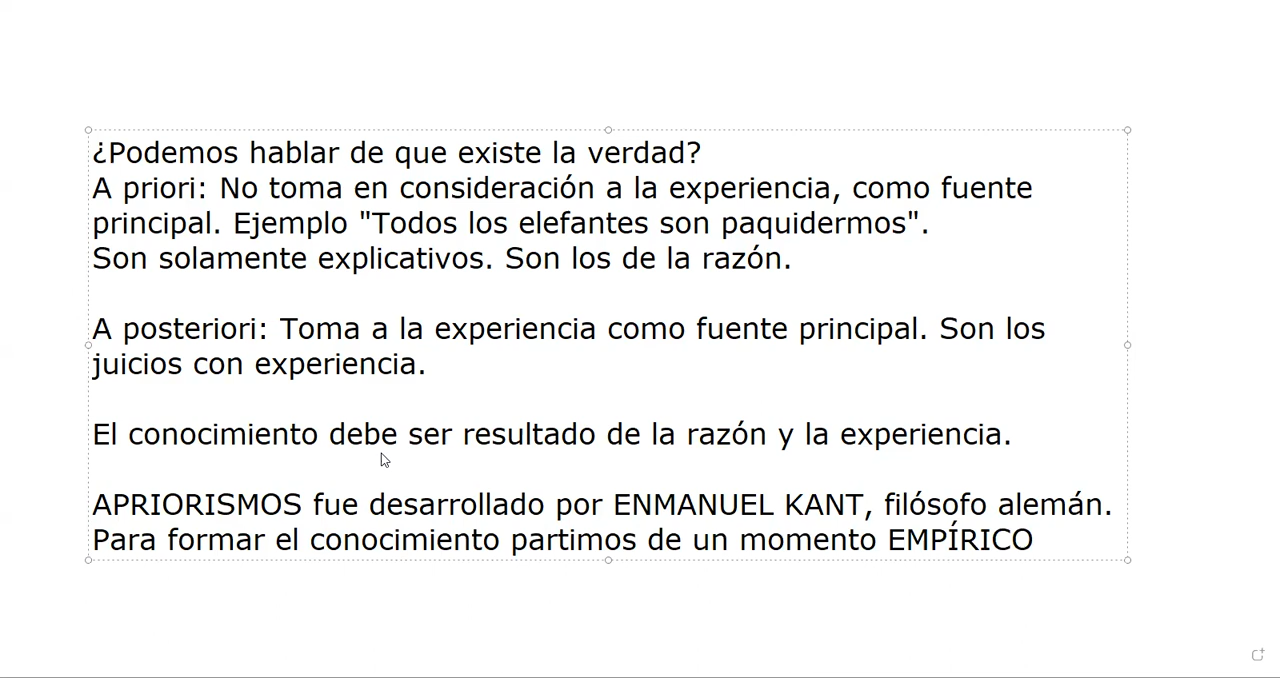 ¿Podemos hablar de que existe la verdad?
A priori: No toma en consideración a la experiencia, como fuente
principal. Ejemplo "Todos los elefantes son paquidermos".
Son solamente explicativos. Son los de la razón.
A posteriori: Toma a la experiencia como fuente principal. Son los
juicios con experiencia.
El conocimiento debe ser resultado de la razón y la experiencia.
APRIORISMOS fue desarrollado por ENMANUEL KANT, filósofo alemán.
Para formar el conocimiento partimos de un momento EMPÍRICO